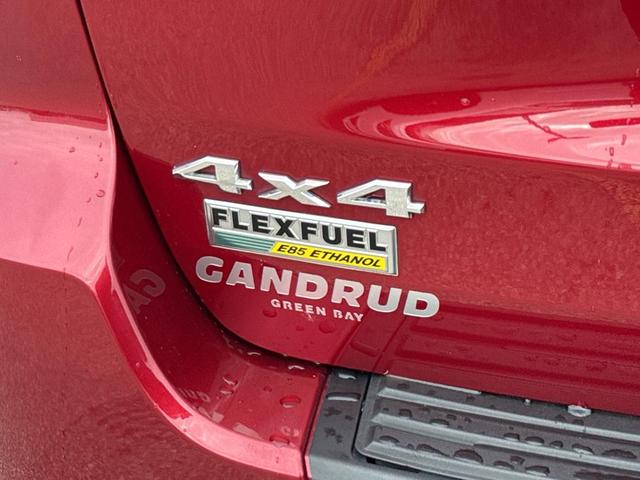 4x4
FLEXFUEL
E85 ETHANOL
GANDRUD
GREEN BAY